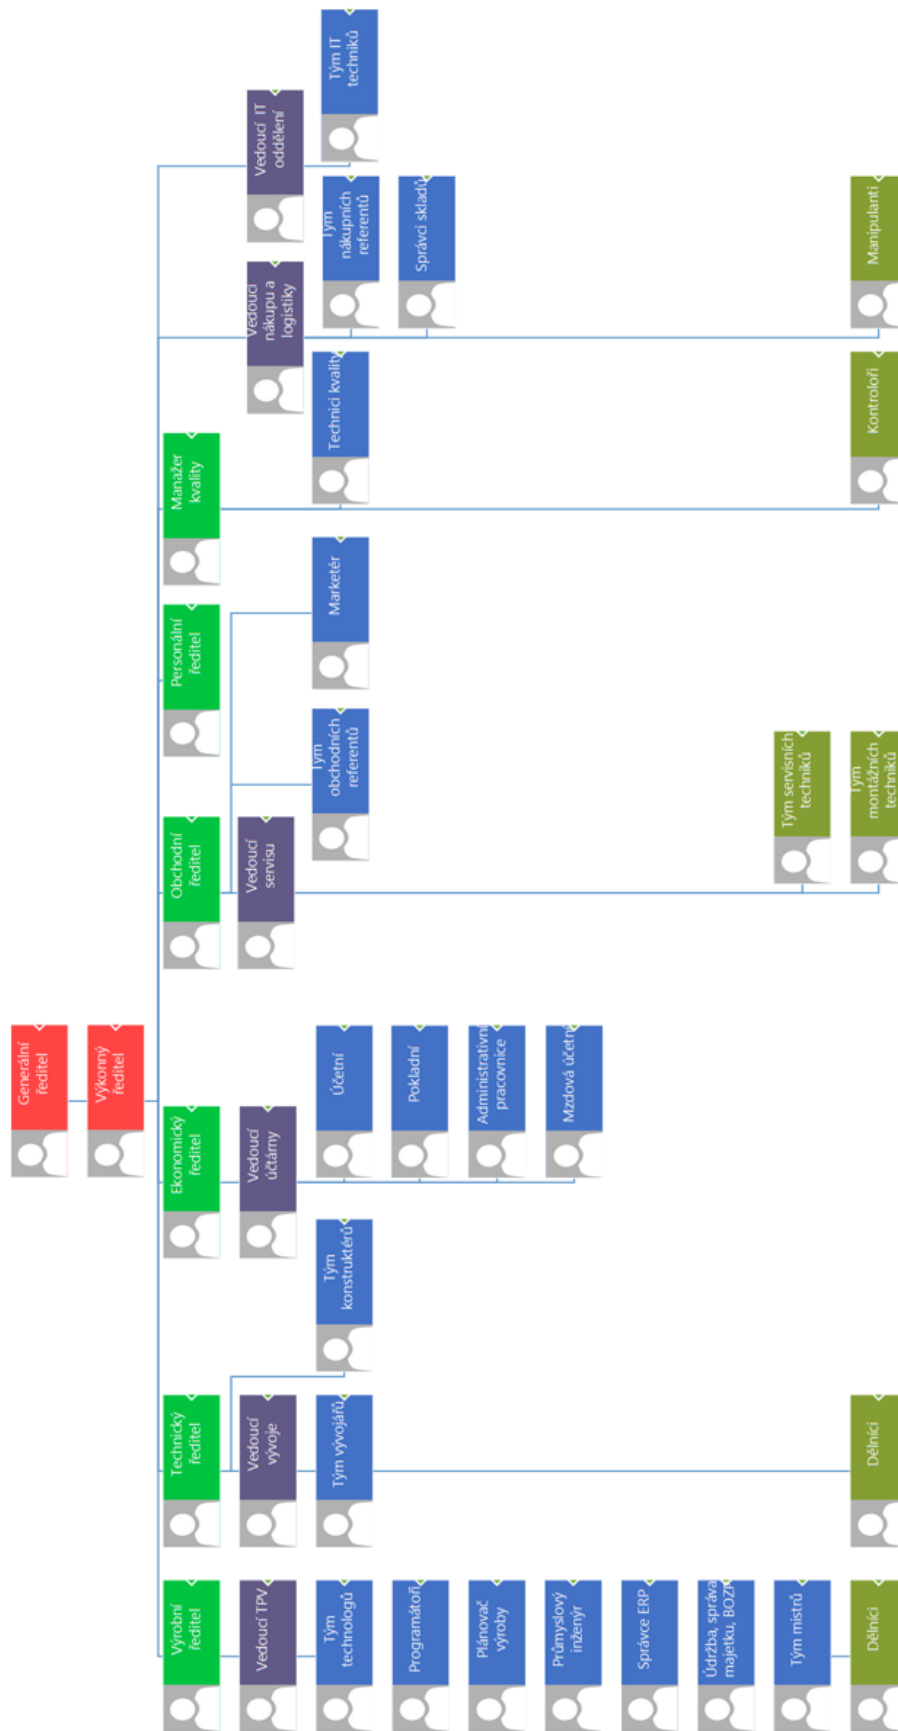 Generální
ředitel
Výkonný
ředitel
Výrobní
ředitel
Technický
ředitel
Ekonomický
ředitel
Obchodní
ředitel
Personální
ředitel
Manažer
kvality
Vedoucí TPV
Vedoucí
vývoje
Vedoucí
účtárny
Vedoucí
servisu
Vedoucí
nákupu a
logistiky
Vedoucí IT
oddělení
Tým
technologů
Tým vývojářů
Tým
konstruktérů
Účetní
Tým
obchodních
referentů
Marketér
Technici kvality
Tým
nákupních
referentů
Tým IT
techniků
Programátoři
Pokladní
Správci skladů
Plánovač
výroby
Administrativní
pracovnice
Průmyslový
inženýr
Mzdová účetní
Správce ERP
Údržba, správa
majetku, BOZP
Tým mistrů
Tým servisních
techniků
Dělníci
Dělníci
Tým
montážních
techniků
Kontroloři
Manipulanti